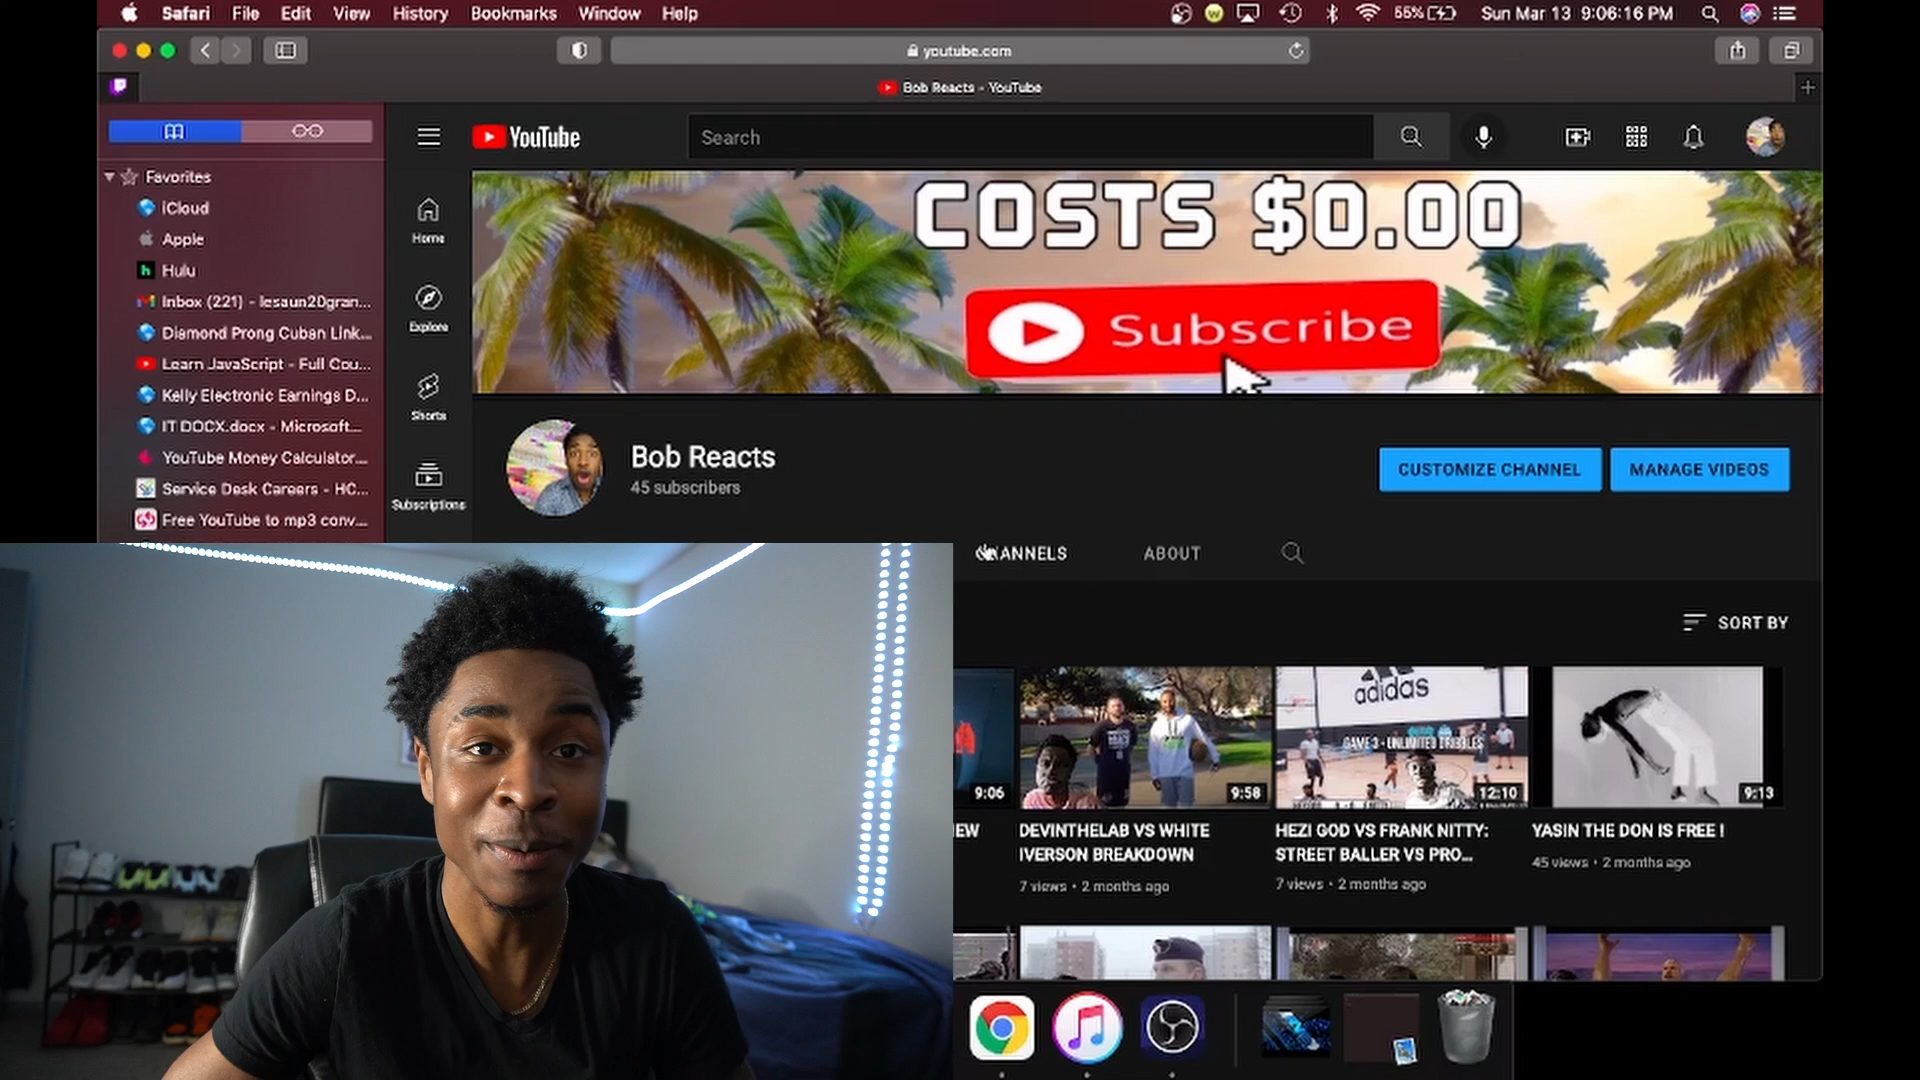 Safari File Edit View History Bookmarks Window Help
55% Sun Mar 13 9:06:16 PM
youtube.com
Bob Reacts - YouTube
YouTube
Search
COSTS $0.00
Subscribe
Favorites
iCloud
Apple
Hulu
Inbox (221) - lesaun20gran...
Diamond Prong Cuban Link...
Learn JavaScript - Full Cou...
Kelly Electronic Earnings D...
IT DOCX.docx - Microsoft...
YouTube Money Calculator...
Service Desk Careers - HC...
Free YouTube to mp3 conv...
Home
Explore
Shorts
Subscriptions
Bob Reacts
45 subscribers
CUSTOMIZE CHANNEL
MANAGE VIDEOS
ANNELS
ABOUT
SORT BY
adidas
GAME 3 - UNLIMITED DRIBBLES
9:06
9:58
12:10
9:13
EW
DEVINTHELAB VS WHITE
IVERSON BREAKDOWN
7 views • 2 months ago
HEZI GOD VS FRANK NITTY:
STREET BALLER VS PRO...
7 views • 2 months ago
YASIN THE DON IS FREE !
45 views • 2 months ago